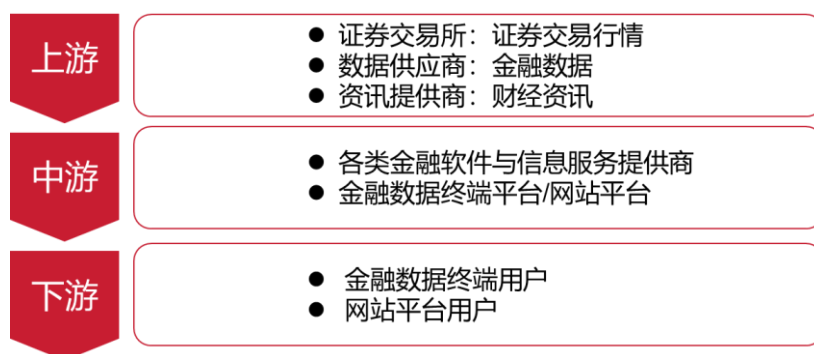 上游
● 证券交易所：证券交易行情
● 数据供应商：金融数据
● 资讯提供商：财经资讯
中游
● 各类金融软件与信息服务提供商
● 金融数据终端平台/网站平台
下游
● 金融数据终端用户
● 网站平台用户